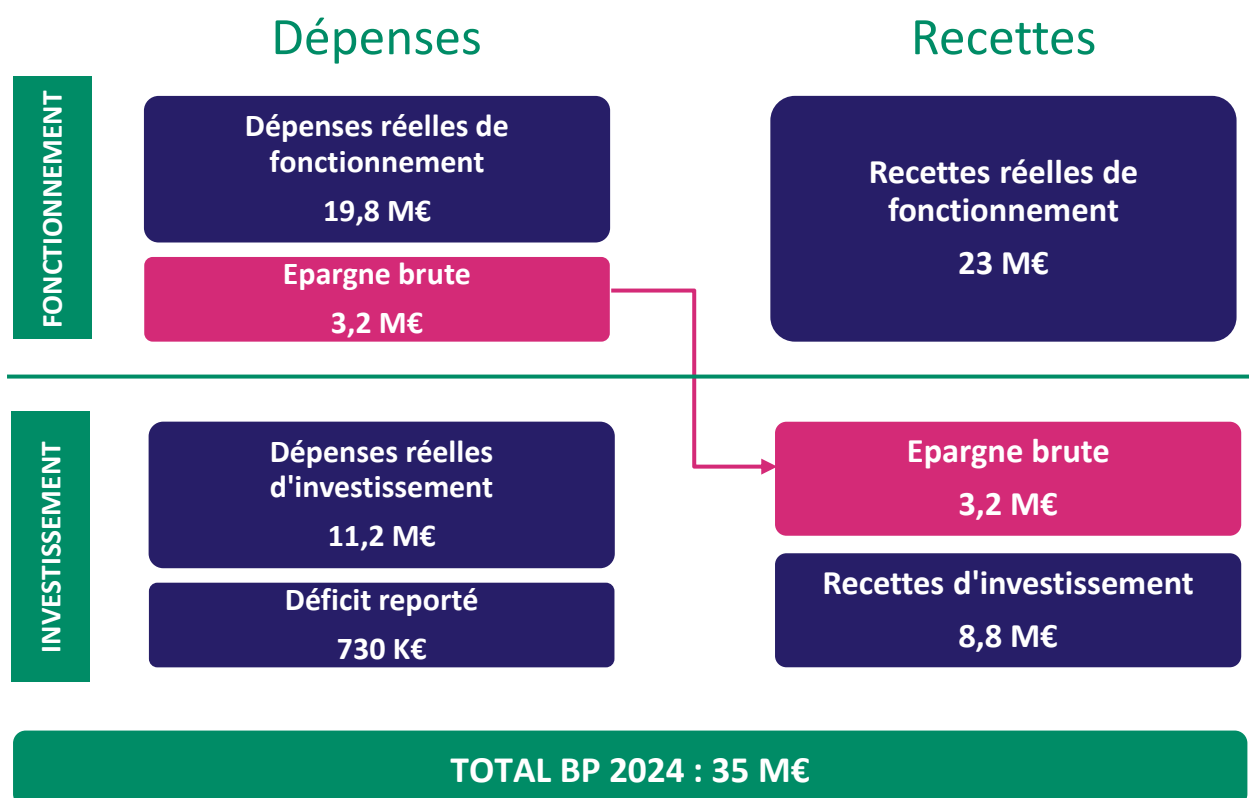 Dépenses
Recettes
FONCTIONNEMENT
Dépenses réelles de
fonctionnement
19,8 M€
Epargne brute
3,2 M€
Recettes réelles de
fonctionnement
23 M€
INVESTISSEMENT
Dépenses réelles
d'investissement
11,2 M€
Déficit reporté
730 K€
Epargne brute
3,2 M€
Recettes d'investissement
8,8 M€
TOTAL BP 2024 : 35 M€